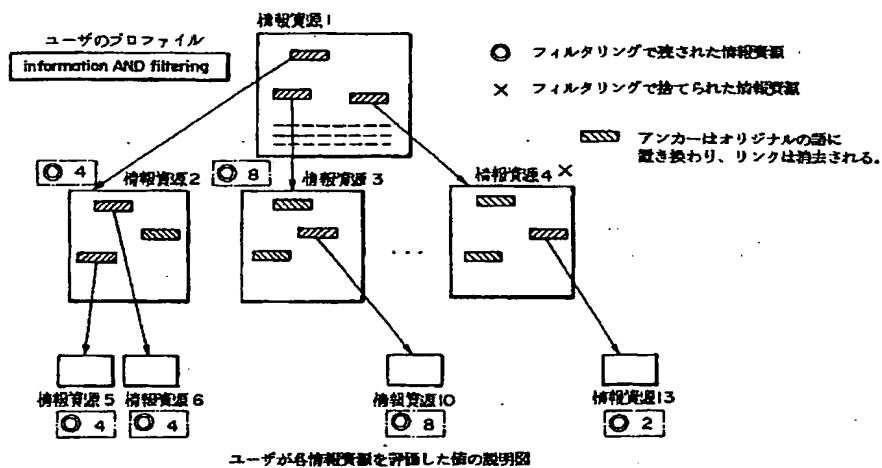 情報資源1
ユーザのプロファイル
information AND filtering
◎ フィルタリングで残された情報資源
× フィルタリングで捨てられた情報資源
アンカーはオリジナルの語に
置き換わり、リンクは消去される。
◎ 4
情報資源2
◎ 8
情報資源3
情報資源4 ×
・・・
情報資源5
◎ 4
情報資源6
◎ 4
情報資源10
◎ 8
情報資源13
◎ 2
ユーザが各情報資源を評価した値の説明図